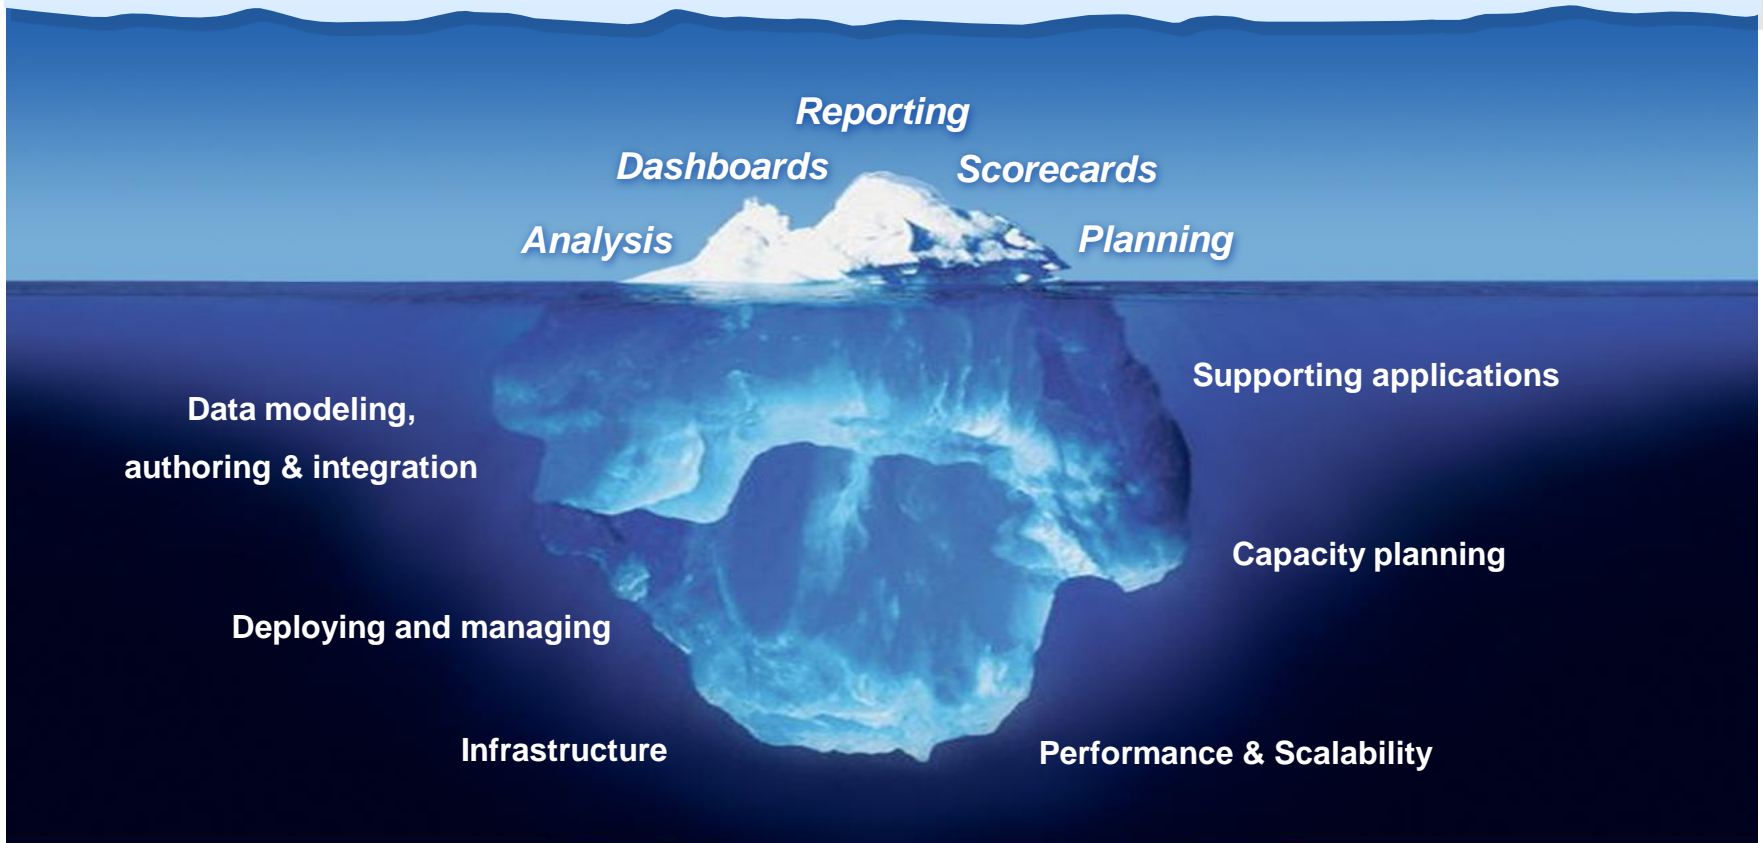 Reporting
Dashboards
Scorecards
Analysis
Planning
Supporting applications
Data modeling,
authoring & integration
Capacity planning
Deploying and managing
Infrastructure
Performance & Scalability